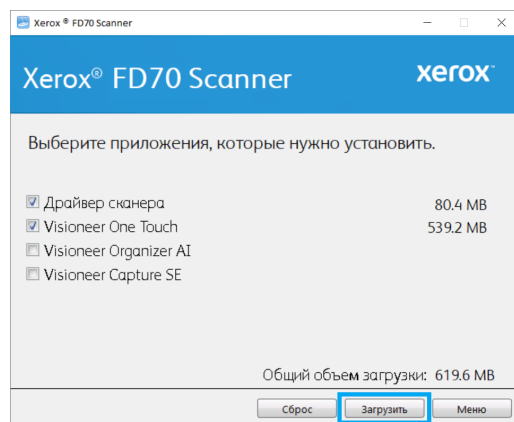 Xerox ® FD70 Scanner
Xerox® FD70 Scanner
xerox™
Выберите приложения, которые нужно установить.
Драйвер сканера 80.4 MB
Visioneer One Touch 539.2 MB
Visioneer Organizer AI
Visioneer Capture SE
Общий объем загрузки: 619.6 MB
Сброс Загрузить Меню